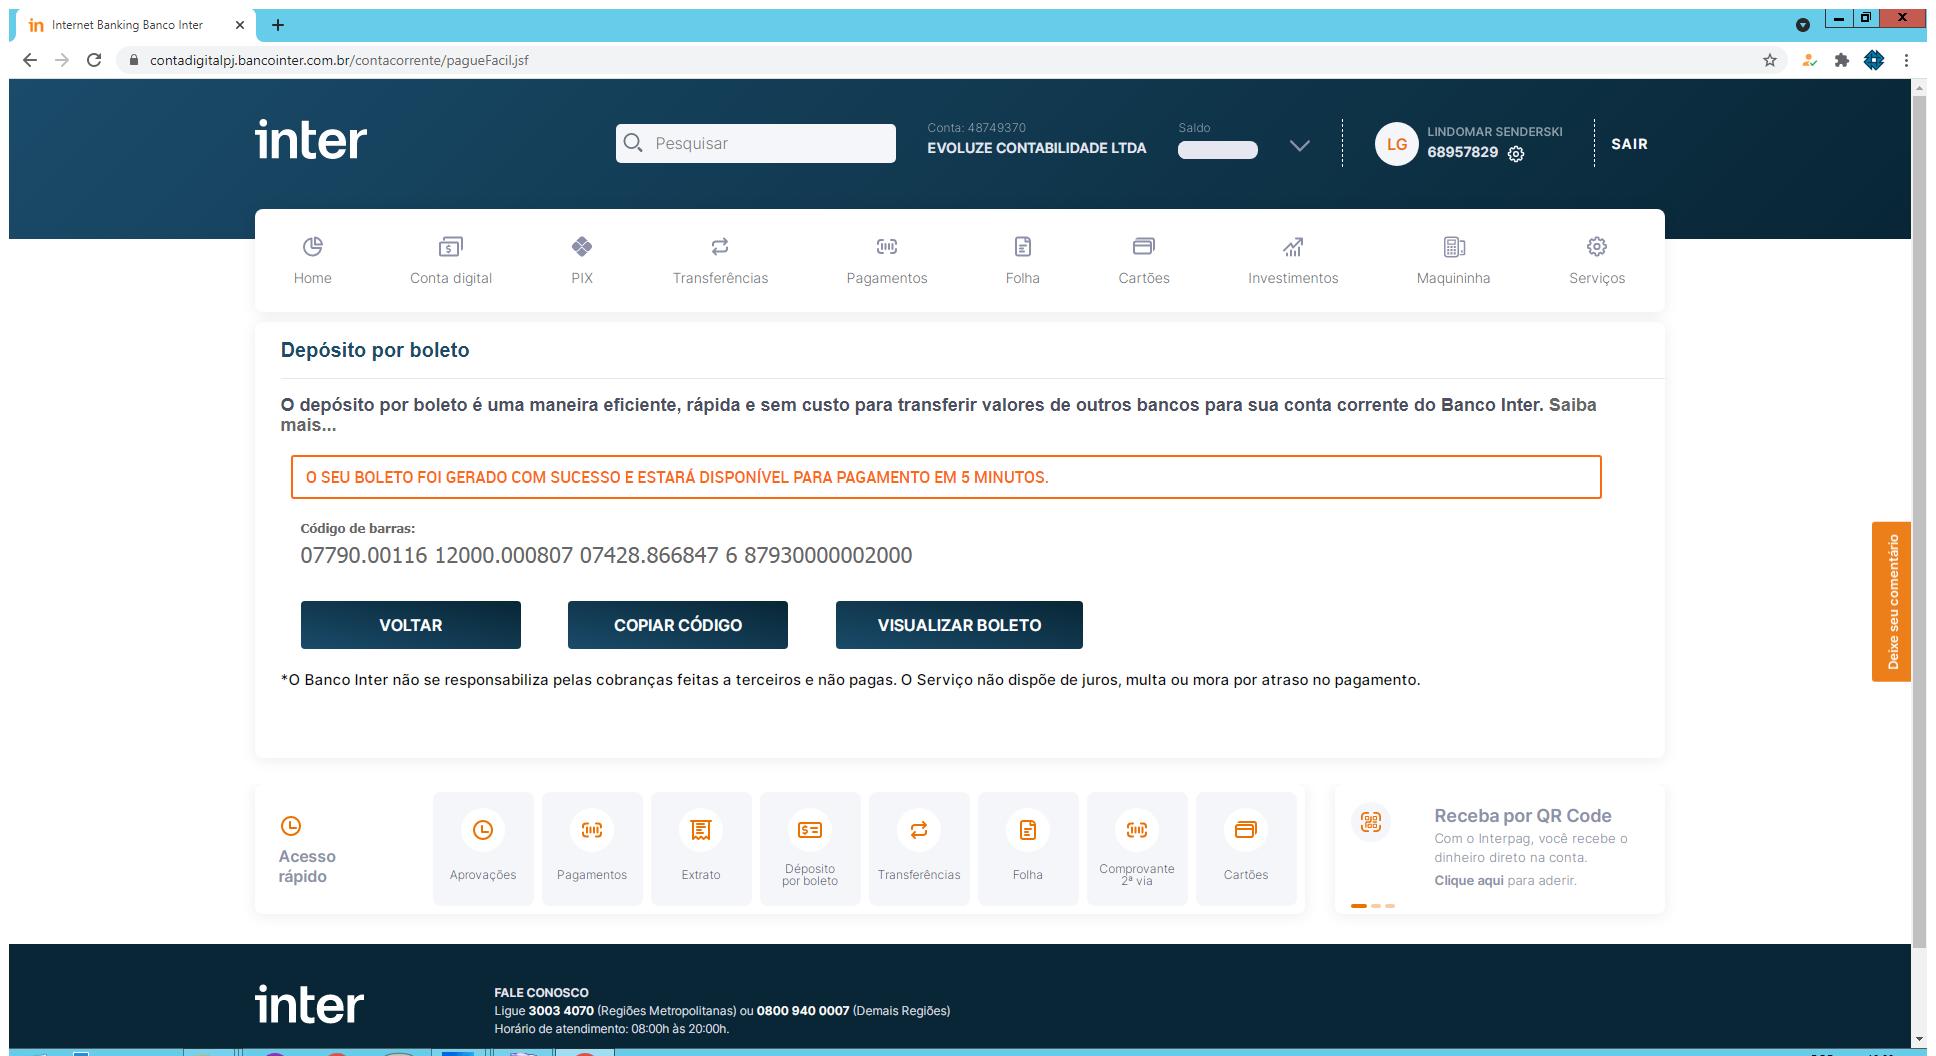 in Internet Banking Banco Inter
contadigitalpj.bancointer.com.br/contacorrente/pagueFacil.jsf
inter
Pesquisar
Conta: 48749370
EVOLUZE CONTABILIDADE LTDA
Saldo
LG
LINDOMAR SENDERSKI
68957829
SAIR
Home
Conta digital
PIX
Transferências
Pagamentos
Folha
Cartões
Investimentos
Maquininha
Serviços
Depósito por boleto
O depósito por boleto é uma maneira eficiente, rápida e sem custo para transferir valores de outros bancos para sua conta corrente do Banco Inter. Saiba
mais...
O SEU BOLETO FOI GERADO COM SUCESSO E ESTARÁ DISPONÍVEL PARA PAGAMENTO EM 5 MINUTOS.
Código de barras:
07790.00116 12000.000807 07428.866847 6 87930000002000
VOLTAR
COPIAR CÓDIGO
VISUALIZAR BOLETO
*O Banco Inter não se responsabiliza pelas cobranças feitas a terceiros e não pagas. O Serviço não dispõe de juros, multa ou mora por atraso no pagamento.
Deixe seu comentário
Acesso
rápido
Aprovações
Pagamentos
Extrato
Déposito
por boleto
Transferências
Folha
Comprovante
2ª via
Cartões
Receba por QR Code
Com o Interpag, você recebe o
dinheiro direto na conta.
Clique aqui para aderir.
inter
FALE CONOSCO
Ligue 3003 4070 (Regiões Metropolitanas) ou 0800 940 0007 (Demais Regiões)
Horário de atendimento: 08:00h às 20:00h.